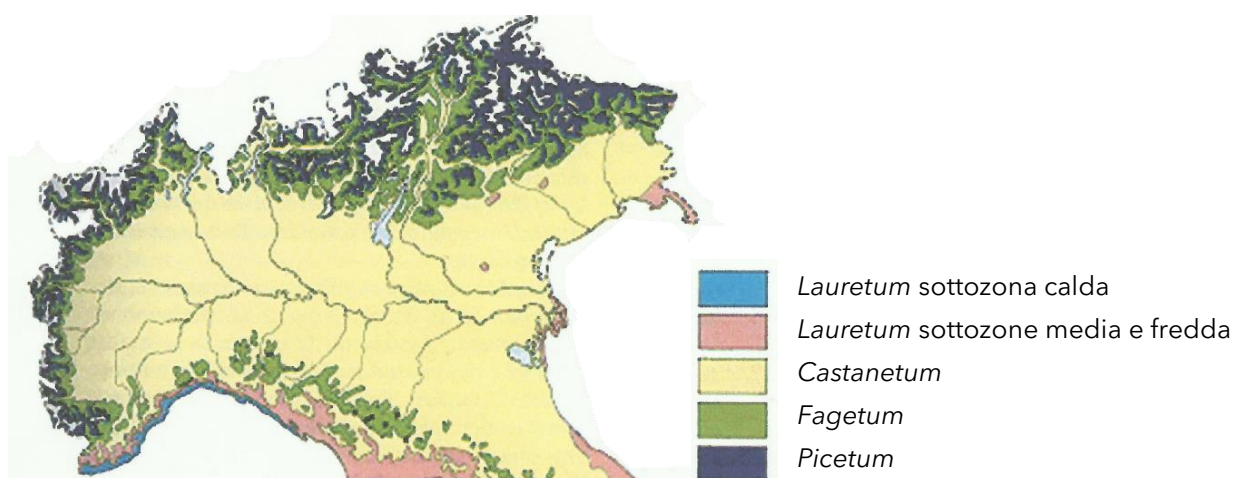 Lauretum sottozona calda
Lauretum sottozone media e fredda
Castanetum
Fagetum
Picetum